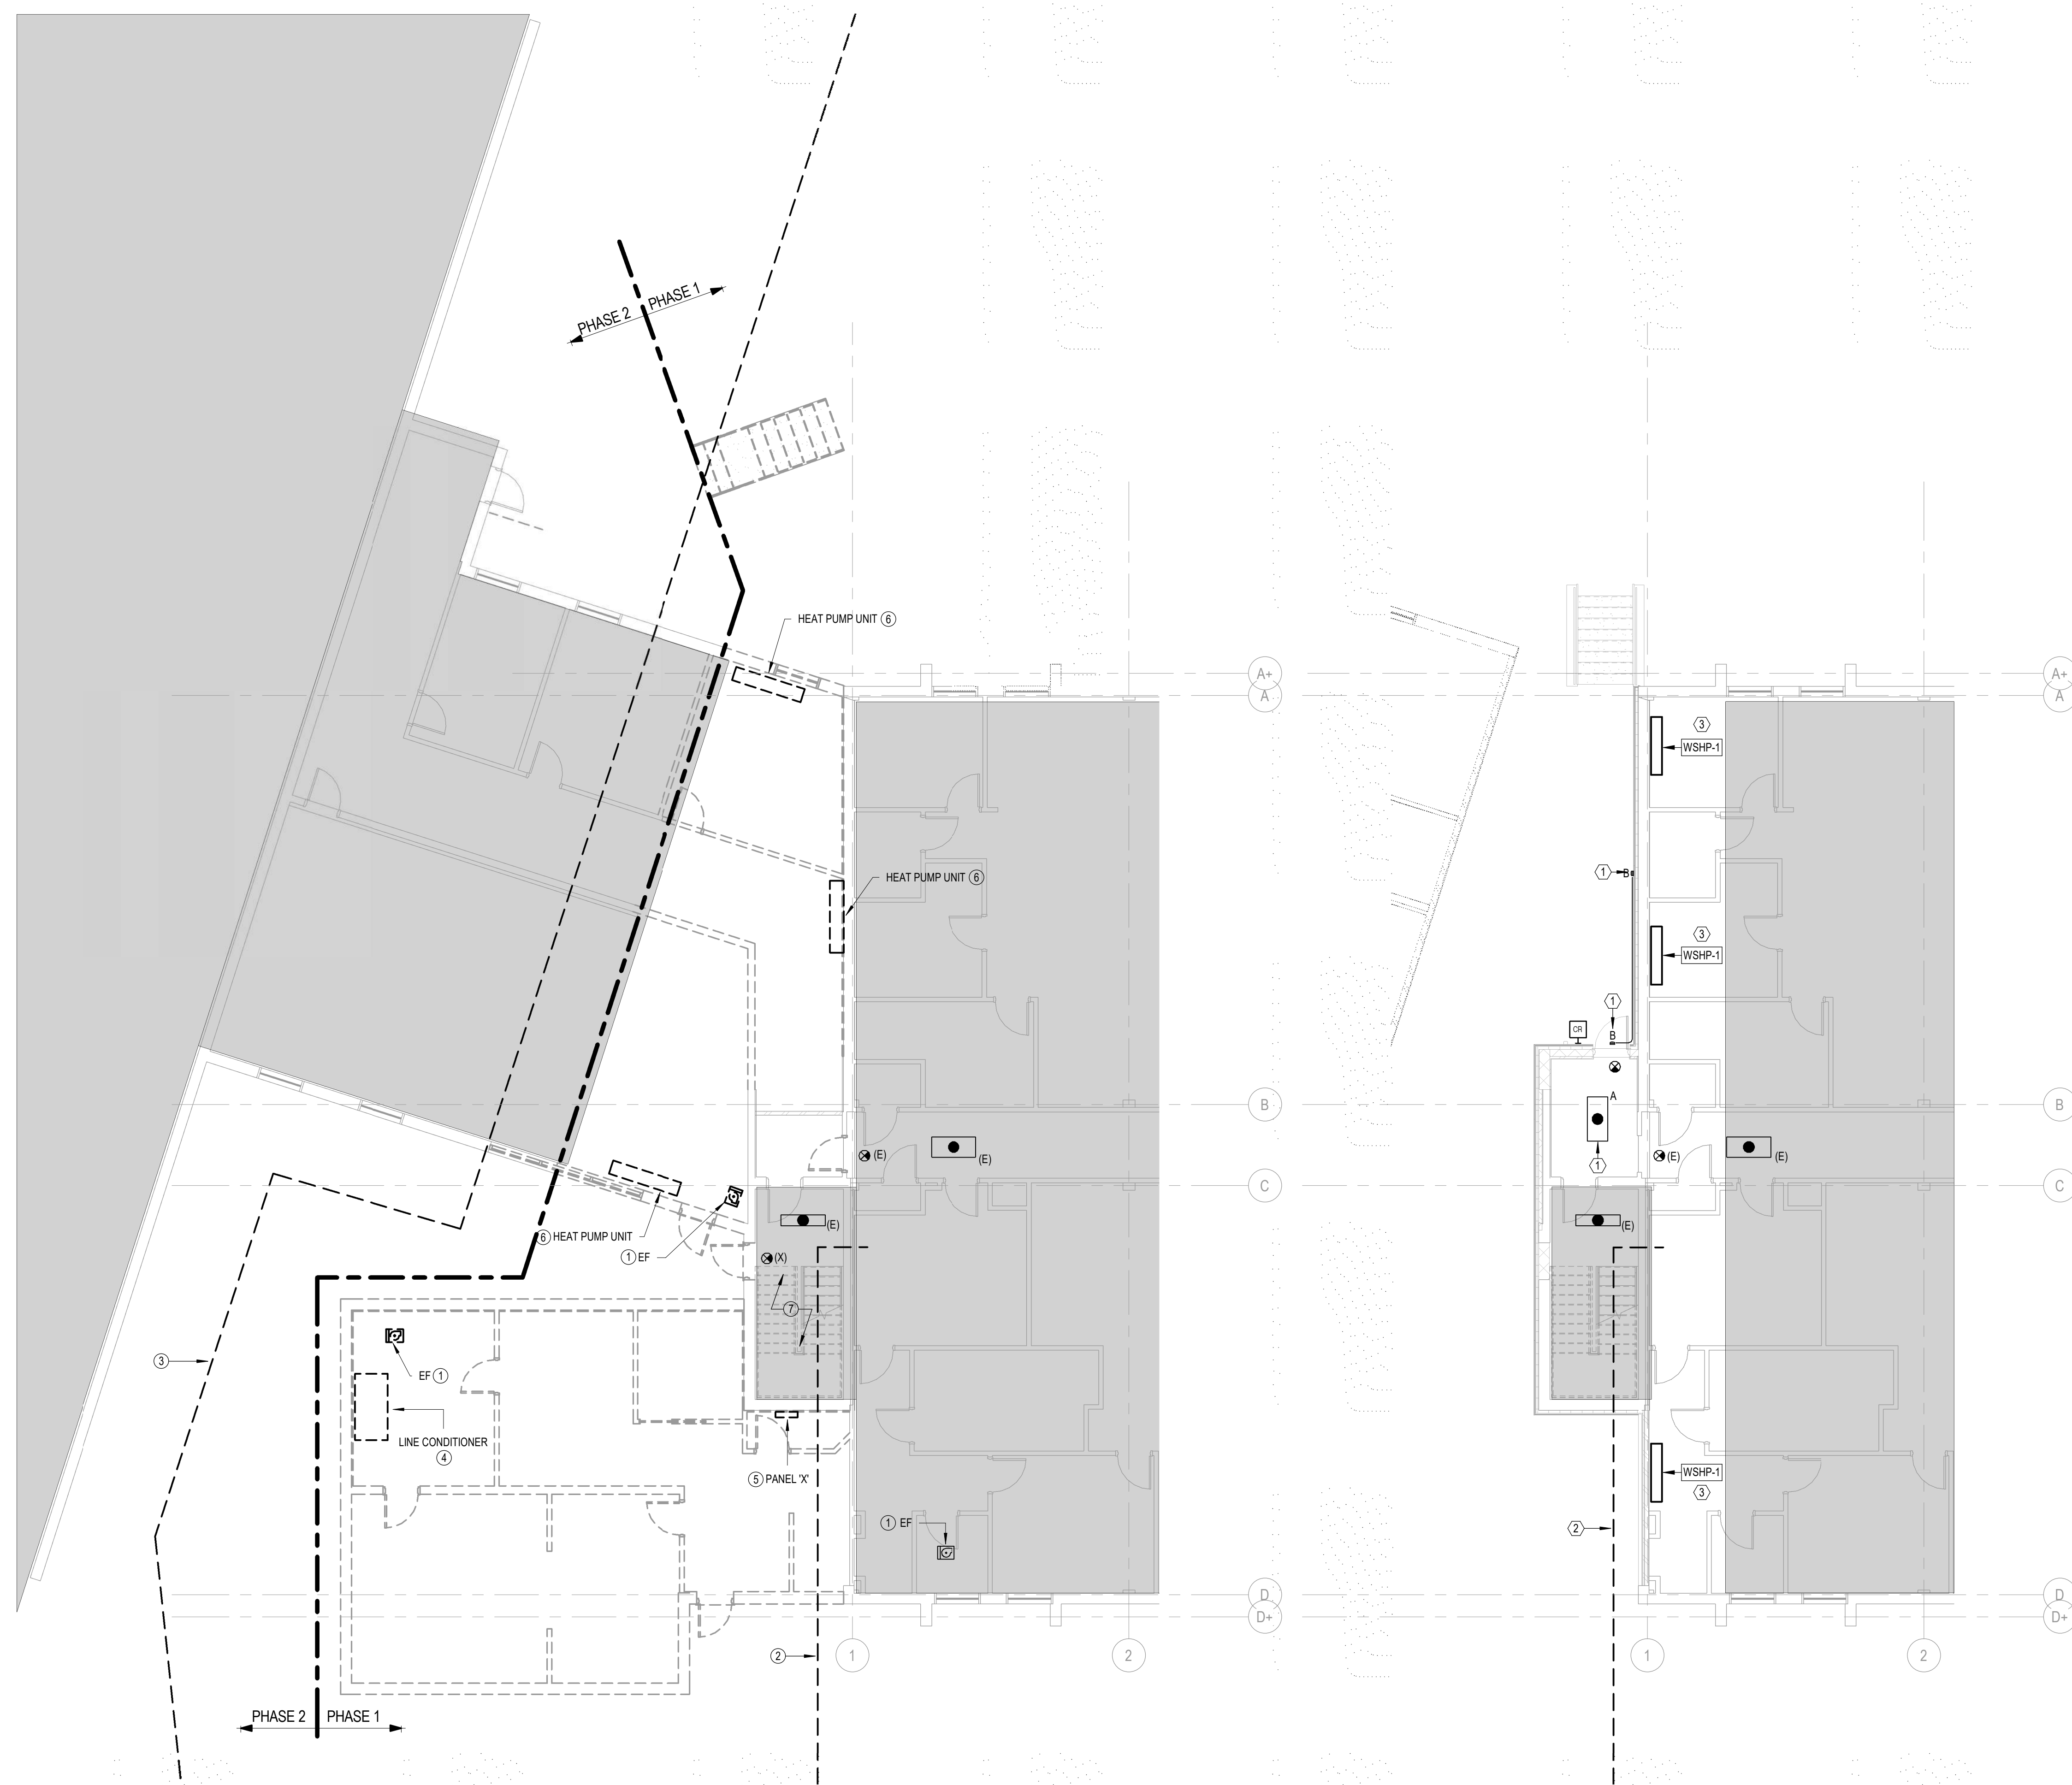 PHASE 2
PHASE 1
HEAT PUMP UNIT 6
HEAT PUMP UNIT 6
6 HEAT PUMP UNIT
1 EF
(E)
(E)
(E)
(X)
7
3
EF 1
LINE CONDITIONER
4
5 PANEL 'X'
1 EF
2
PHASE 2
PHASE 1
1
2
A+
A
B
C
D
D+
3
WSHP-1
1
B
3
WSHP-1
1
CR
B
A
(E)
(E)
1
(E)
WSHP-1
3
2
1
2
A+
A
B
C
D
D+